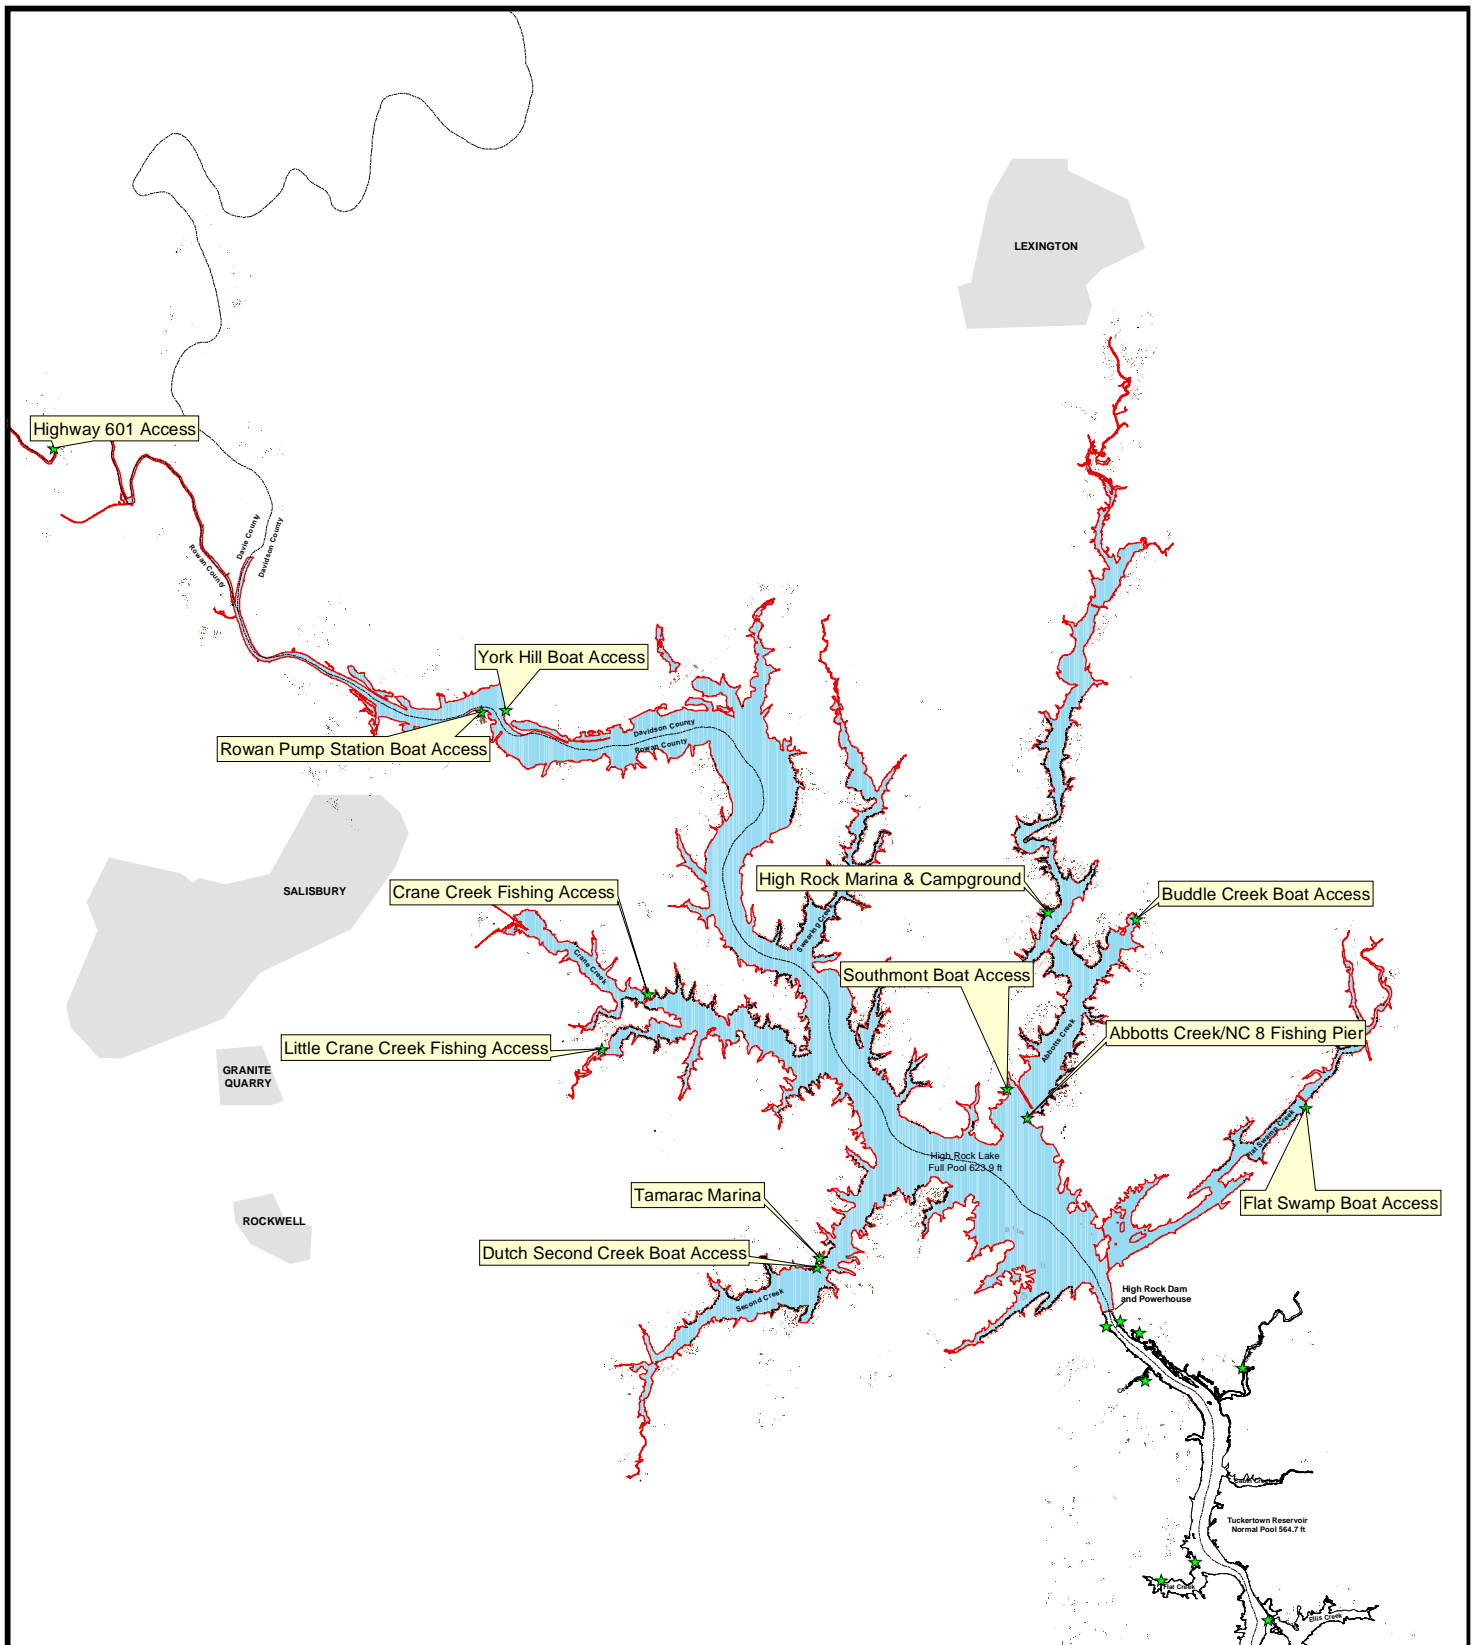 LEXINGTON
Highway 601 Access
Davie County
Davidson County
Rowan County
York Hill Boat Access
Davidson County
Rowan County
Rowan Pump Station Boat Access
High Rock Marina & Campground
SALISBURY
Crane Creek Fishing Access
Buddle Creek Boat Access
Swearing Creek
Crane Creek
Southmont Boat Access
Abbotts Creek
Abbotts Creek/NC 8 Fishing Pier
Little Crane Creek Fishing Access
GRANITE
QUARRY
Flat Swamp Creek
High Rock Lake
Full Pool 623.9 ft
Tamarac Marina
Flat Swamp Boat Access
ROCKWELL
Dutch Second Creek Boat Access
Second Creek
High Rock Dam
and Powerhouse
Tuckertown Reservoir
Normal Pool 564.7 ft
Flat Creek
Ellis Creek